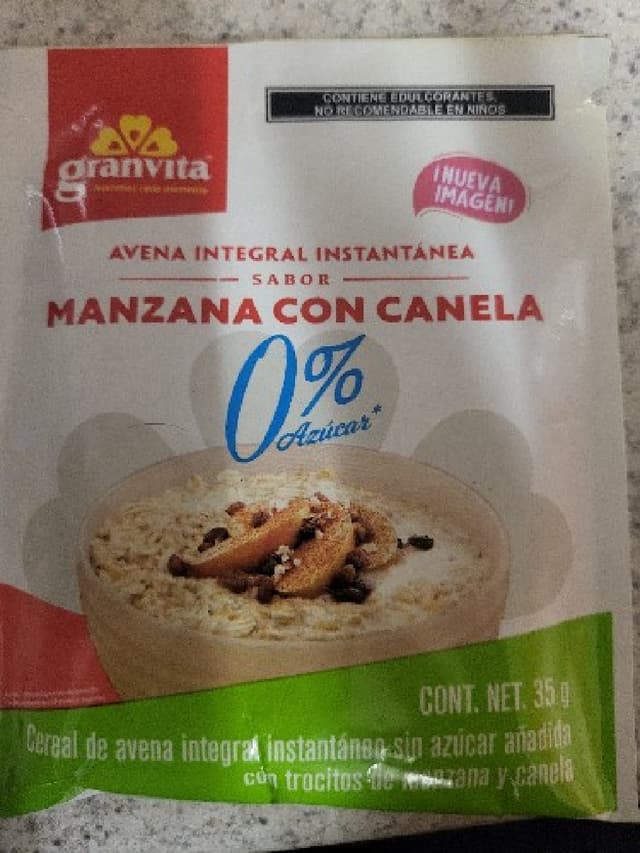 CONTIENE EDULCORANTES,
NO RECOMENDABLE EN NIÑOS
granvita
¡NUEVA
IMAGEN!
AVENA INTEGRAL INSTANTÁNEA
SABOR
MANZANA CON CANELA
0%
Azúcar*
CONT. NET. 35 g
Cereal de avena integral instantáneo sin azúcar añadida
con trocitos de manzana y canela